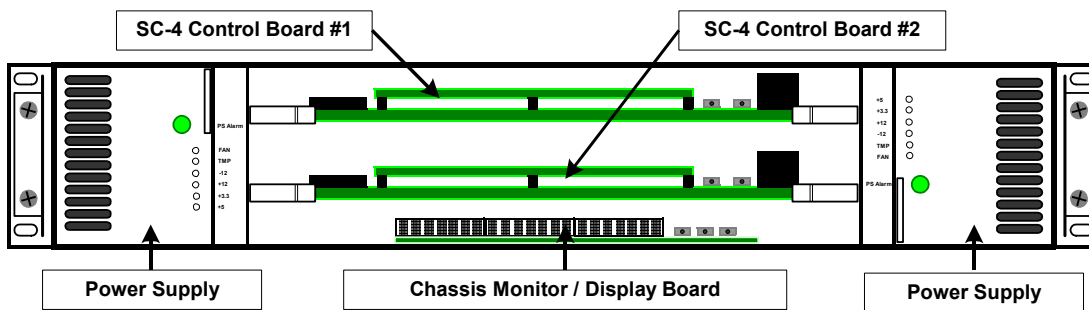 SC-4 Control Board #1
SC-4 Control Board #2
PS Alarm
FAN
TMP
-12
+12
+3.3
+5
+5
+3.3
+12
-12
TMP
FAN
PS Alarm
Power Supply
Chassis Monitor / Display Board
Power Supply